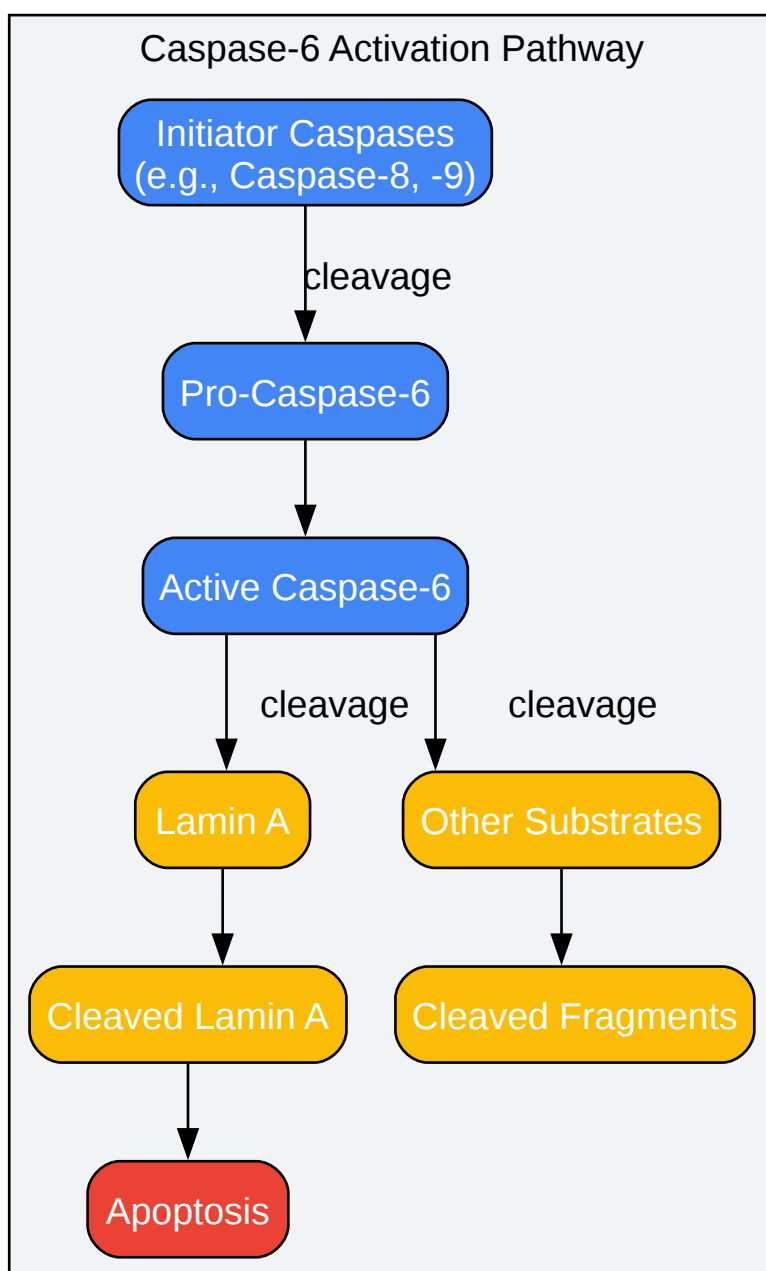 Caspase-6 Activation Pathway
Initiator Caspases
(e.g., Caspase-8, -9)
cleavage
Pro-Caspase-6
Active Caspase-6
cleavage
cleavage
Lamin A
Other Substrates
Cleaved Lamin A
Cleaved Fragments
Apoptosis